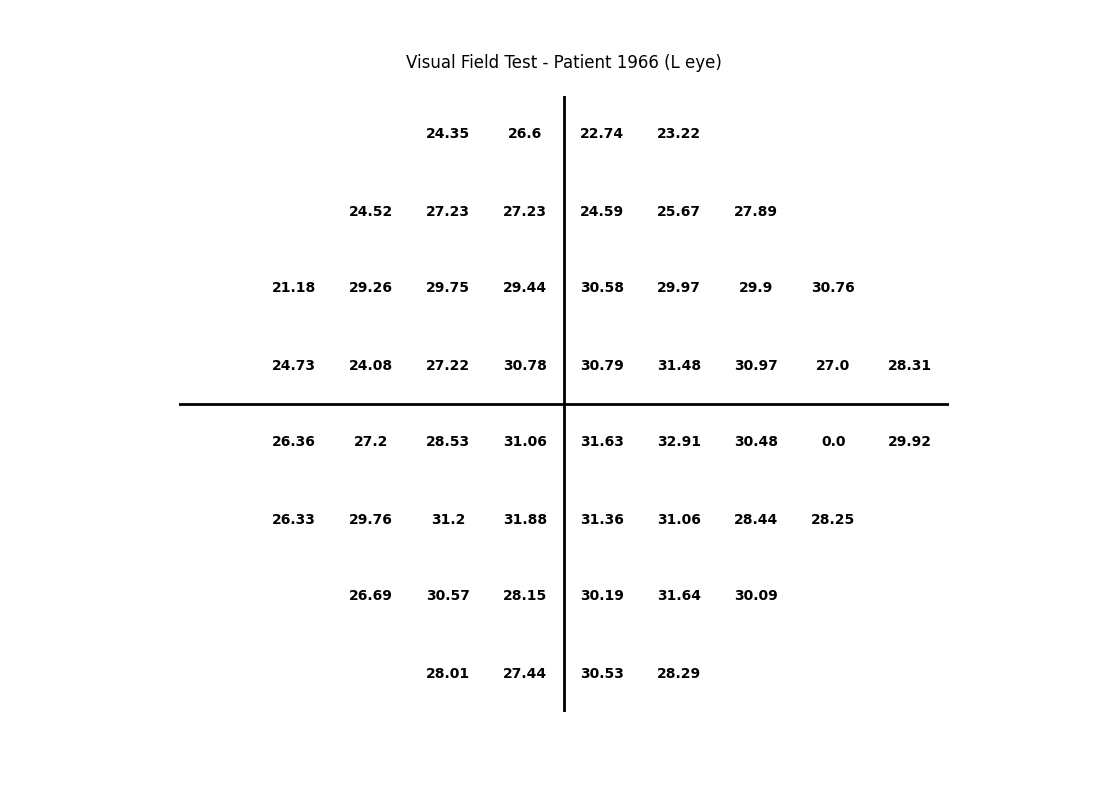 Visual Field Test - Patient 1966 (L eye)
24.35 26.6 22.74 23.22
24.52 27.23 27.23 24.59 25.67 27.89
21.18 29.26 29.75 29.44 30.58 29.97 29.9 30.76
24.73 24.08 27.22 30.78 30.79 31.48 30.97 27.0 28.31
26.36 27.2 28.53 31.06 31.63 32.91 30.48 0.0 29.92
26.33 29.76 31.2 31.88 31.36 31.06 28.44 28.25
26.69 30.57 28.15 30.19 31.64 30.09
28.01 27.44 30.53 28.29